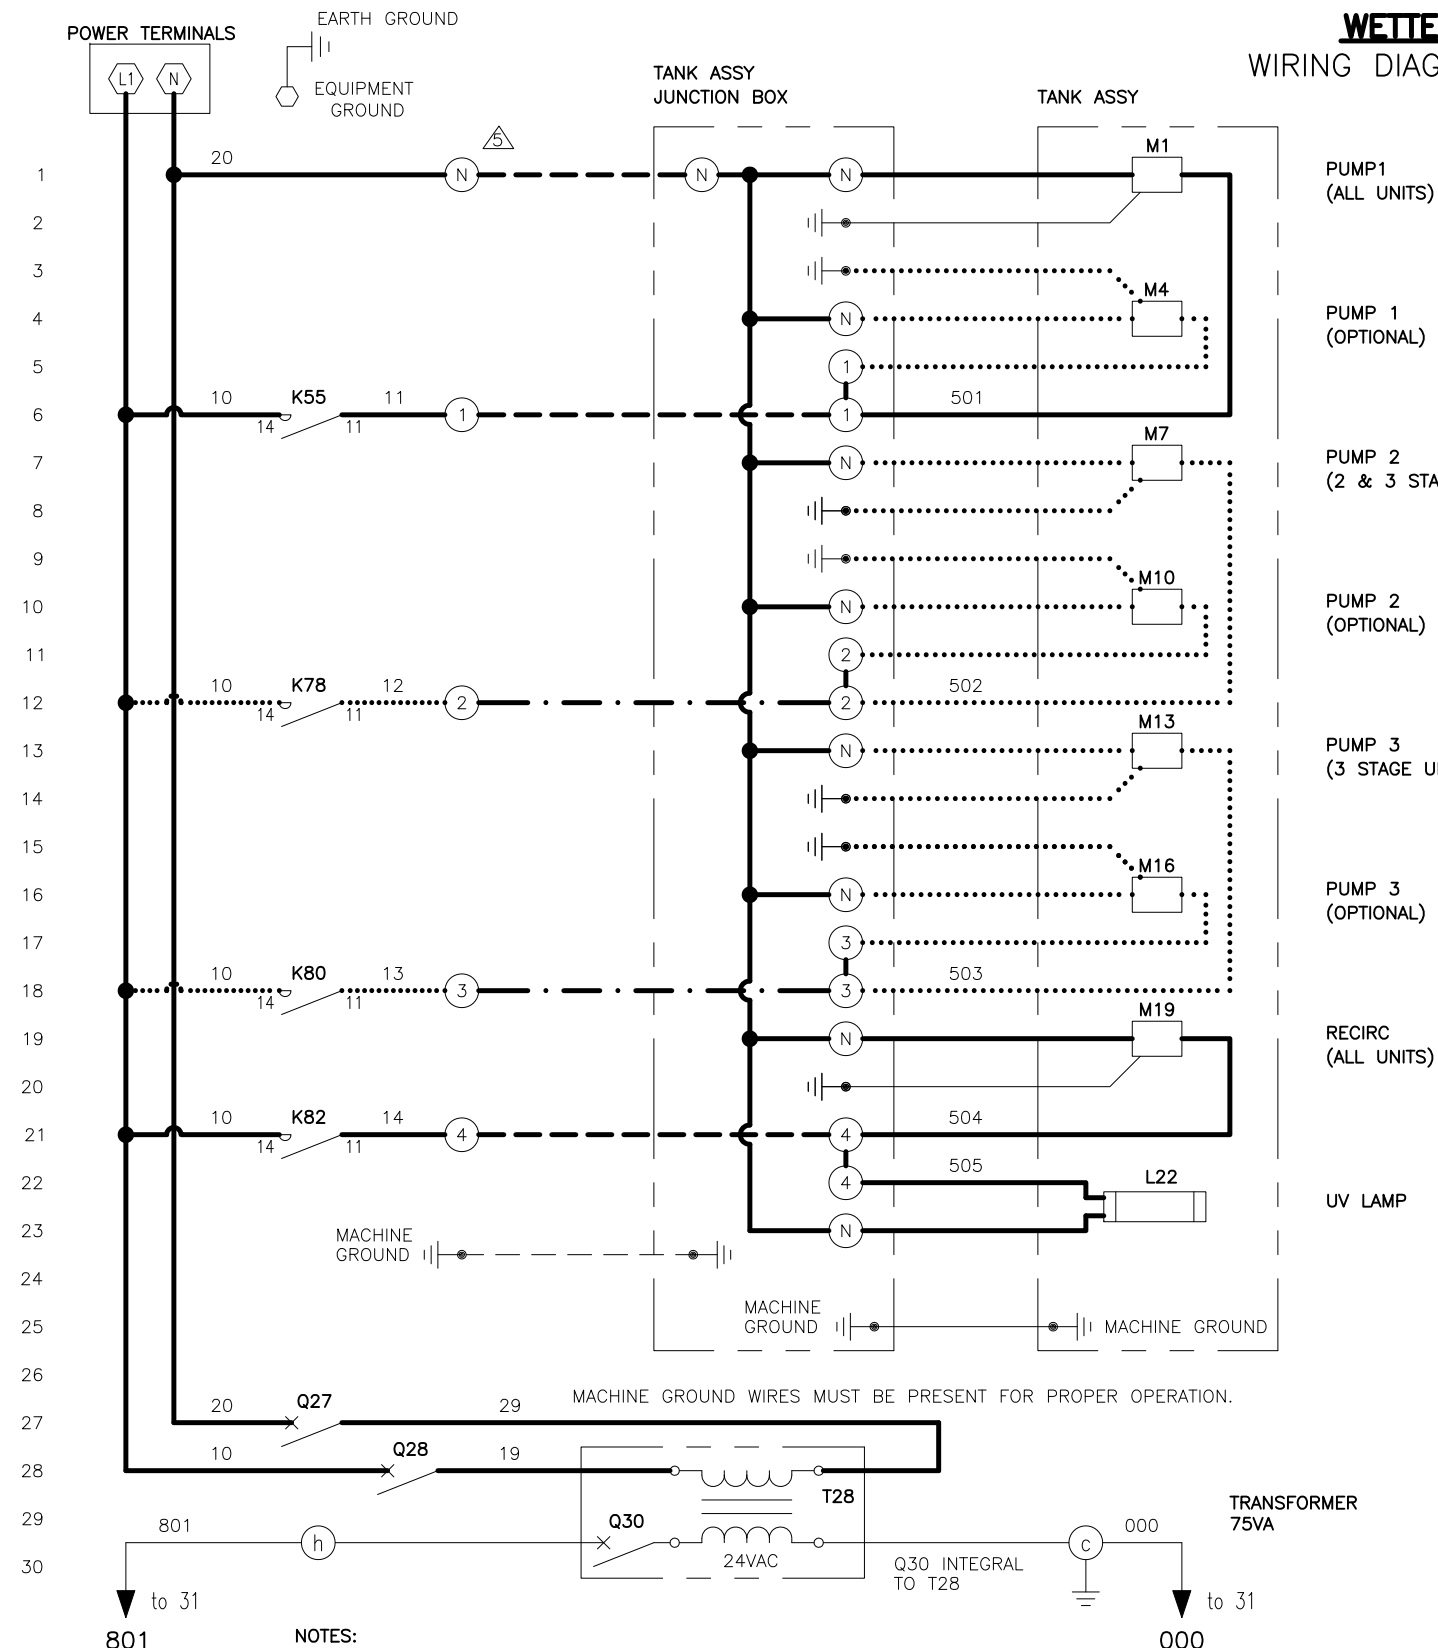 EARTH GROUND
WETTE
POWER TERMINALS
WIRING DIAG
L1 N
EQUIPMENT
GROUND
TANK ASSY
JUNCTION BOX
TANK ASSY
5
M1
1 20 N N N PUMP1
(ALL UNITS)
2
3
M4
4 N PUMP 1
(OPTIONAL)
5 1
10 K55 11 501
6 14 11 1 1
M7
7 N PUMP 2
(2 & 3 STA
8
9
M10
10 N PUMP 2
(OPTIONAL)
11 2
10 K78 12 502
12 14 11 2 2
M13
13 N PUMP 3
(3 STAGE U
14
15
M16
16 N PUMP 3
(OPTIONAL)
17 3
10 K80 13 503
18 14 11 3 3
M19
19 N RECIRC
(ALL UNITS)
20
10 K82 14 504
21 14 11 4 4
505 L22
22 4
UV LAMP
23 N
MACHINE
GROUND
24
MACHINE
GROUND
25 MACHINE GROUND
26
MACHINE GROUND WIRES MUST BE PRESENT FOR PROPER OPERATION.
20 Q27 29
27
10 Q28 19
28
T28
TRANSFORMER
75VA
29
801 Q30 000
h c
24VAC
Q30 INTEGRAL
TO T28
30
to 31 to 31
801 000
NOTES: